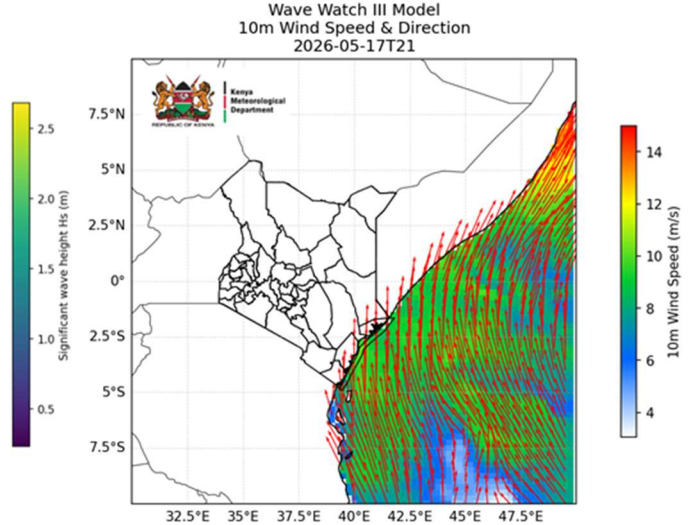 Wave Watch III Model
10m Wind Speed & Direction
2026-05-17T21
Kenya
Meteorological
Department
REPUBLIC OF KENYA
7.5°N
5°N
2.5°N
0°
2.5°S
5°S
7.5°S
32.5°E 35°E 37.5°E 40°E 42.5°E 45°E 47.5°E
2.5
2.0
1.5
1.0
0.5
Significant wave height Hs (m)
14
12
10
8
6
4
10m Wind Speed (m/s)